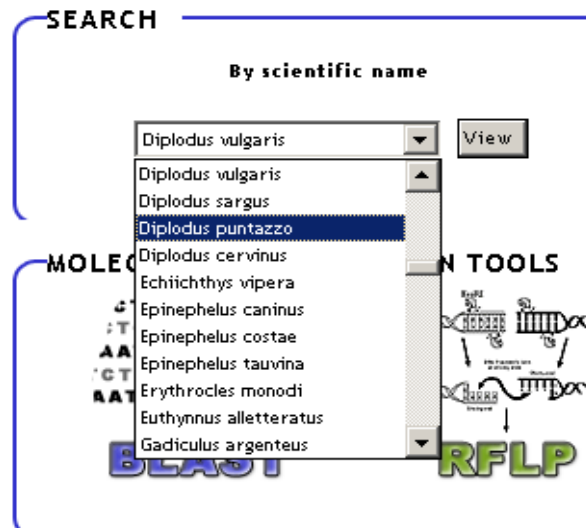 SEARCH
By scientific name
Diplodus vulgaris
View
Diplodus vulgaris
Diplodus sargus
Diplodus puntazzo
Diplodus cervinus
Echiichthys vipera
Epinephelus caninus
Epinephelus costae
Epinephelus tauvina
Erythrocles monodi
Euthynnus alletteratus
Gadiculus argenteus
TOOLS
BLAST
RFLP